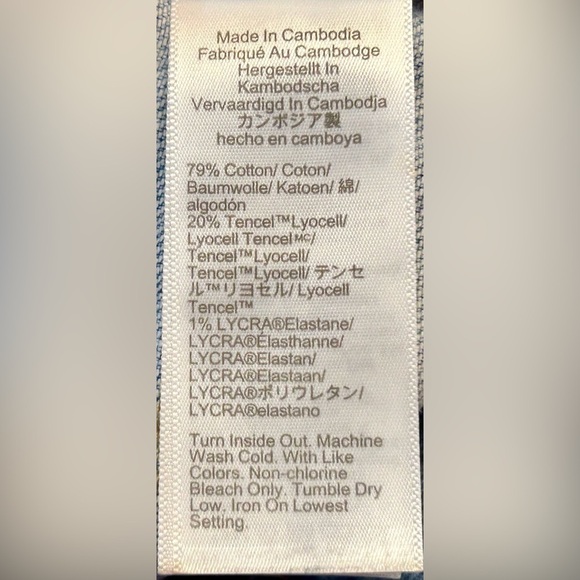 Made In Cambodia
Fabriqué Au Cambodge
Hergestellt In
Kambodscha
Vervaardigd In Cambodja
カンボジア製
hecho en camboya
79% Cotton/ Coton/
Baumwolle/ Katoen/ 綿/
algodón
20% Tencel™Lyocell/
Lyocell Tencelᴹᶜ/
Tencel™Lyocell/
Tencel™Lyocell/ テンセ
ル™リヨセル/ Lyocell
Tencel™
1% LYCRA®Elastane/
LYCRA®Élasthanne/
LYCRA®Elastan/
LYCRA®Elastaan/
LYCRA®ポリウレタン/
LYCRA®elastano
Turn Inside Out. Machine
Wash Cold. With Like
Colors. Non-chlorine
Bleach Only. Tumble Dry
Low. Iron On Lowest
Setting.